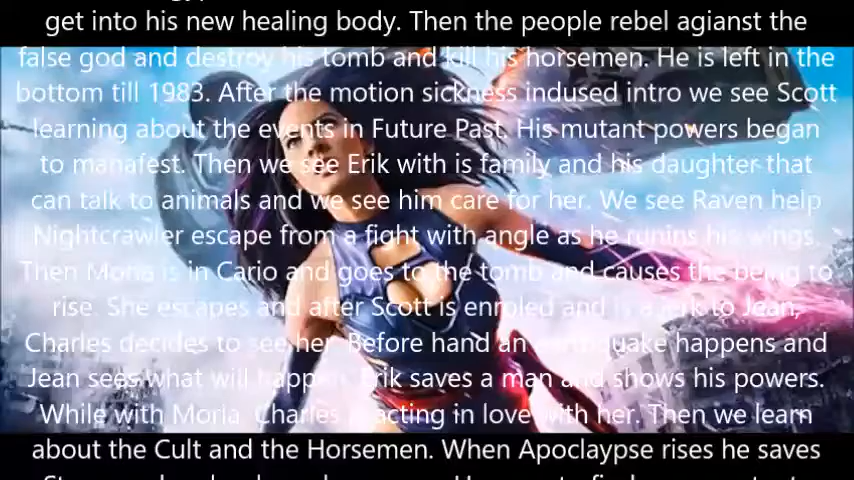 get into his new healing body. Then the people rebel agianst the
false god and destroy his tomb and kill his horsemen. He is left in the
bottom till 1983. After the motion sickness indused intro we see Scott
learning about the events in Future Past. His mutant powers began
to manafest. Then we see Erik with is family and his daughter that
can talk to animals and we see him care for her. We see Raven help
Nightcrawler escape from a fight with angle as he runins his wings.
Then Moria is in Cario and goes to the tomb and causes the being to
rise. She escapes and after Scott is enroled and is a jerk to Jean,
Charles decides to see her. Before hand an earthquake happens and
Jean sees what will happen. Erik saves a man and shows his powers.
While with Moria, Charles is acting in love with her. Then we learn
about the Cult and the Horsemen. When Apoclaypse rises he saves